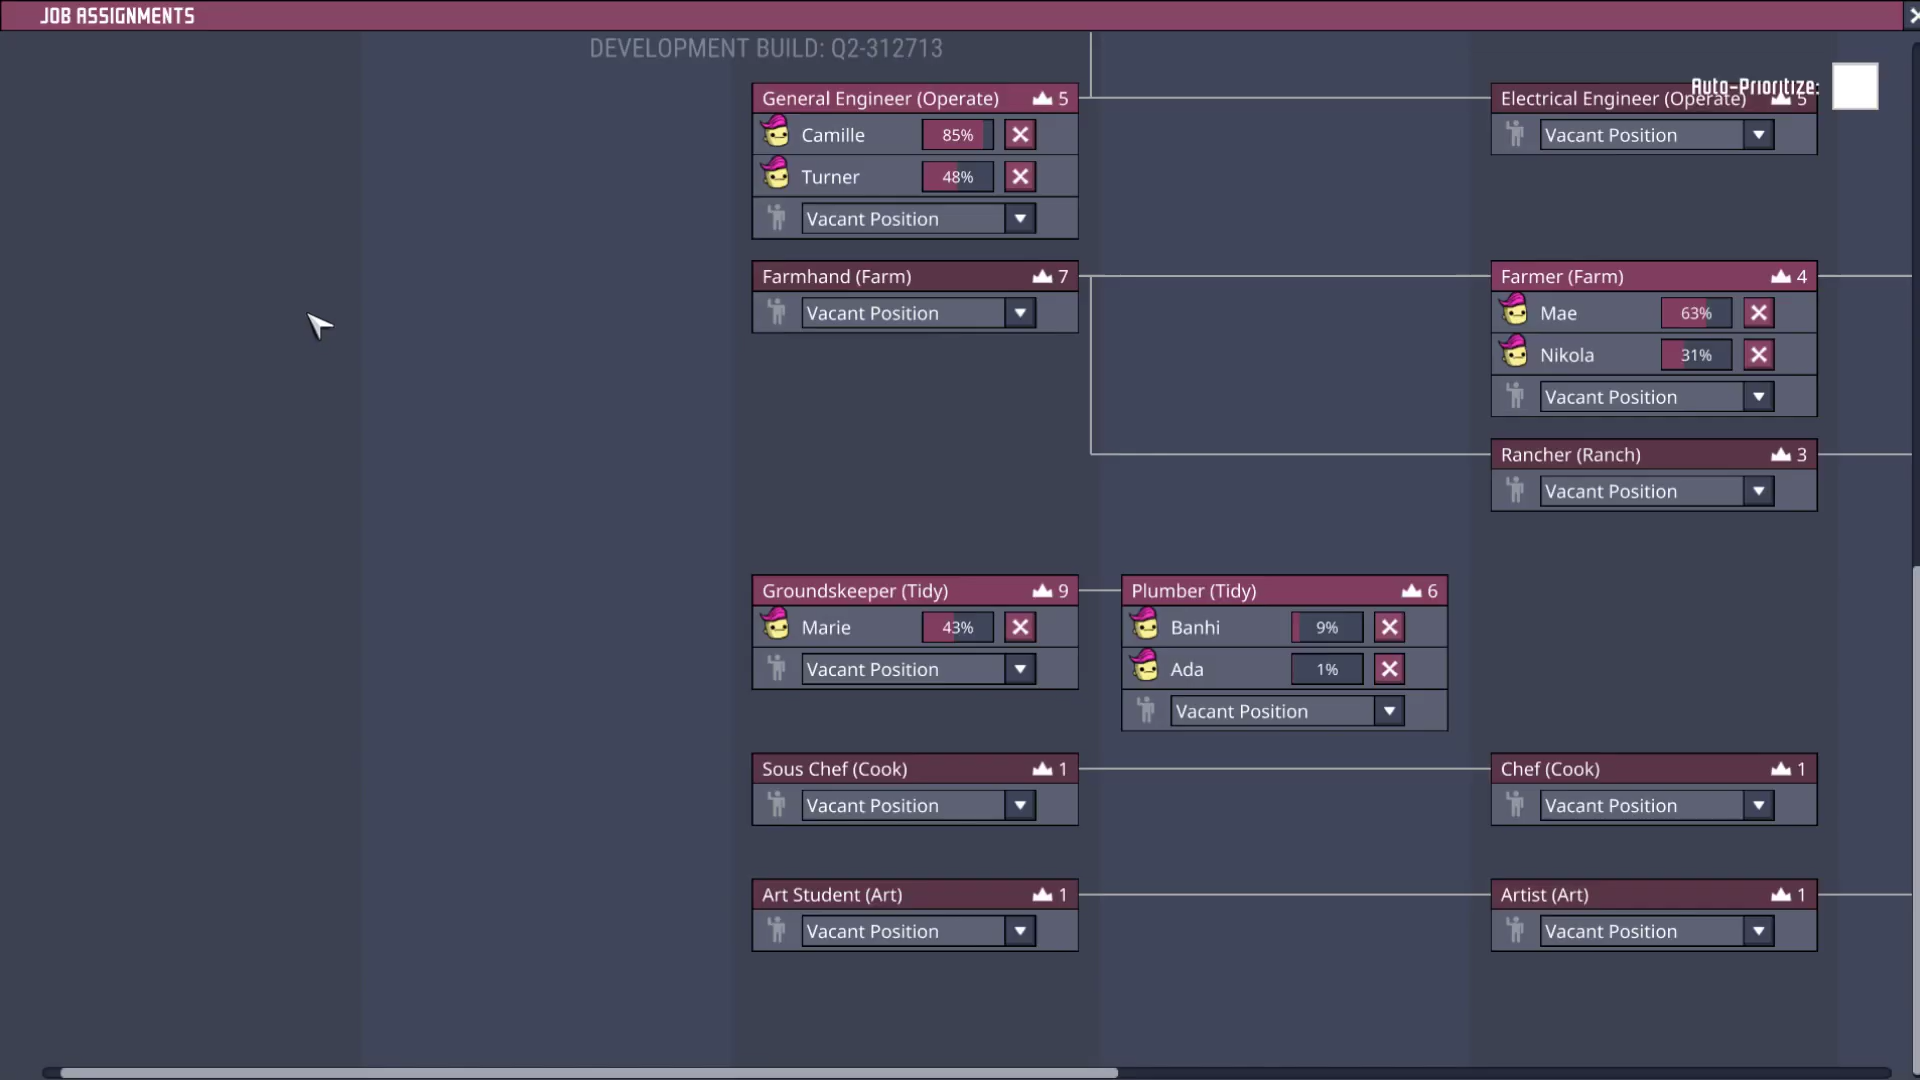 JOB ASSIGNMENTS
DEVELOPMENT BUILD: Q2-312713
Auto-Prioritize:
General Engineer (Operate) 5
Camille 85%
Turner 48%
Vacant Position
Electrical Engineer (Operate) 5
Vacant Position
Farmhand (Farm) 7
Vacant Position
Farmer (Farm) 4
Mae 63%
Nikola 31%
Vacant Position
Rancher (Ranch) 3
Vacant Position
Groundskeeper (Tidy) 9
Marie 43%
Vacant Position
Plumber (Tidy) 6
Banhi 9%
Ada 1%
Vacant Position
Sous Chef (Cook) 1
Vacant Position
Chef (Cook) 1
Vacant Position
Art Student (Art) 1
Vacant Position
Artist (Art) 1
Vacant Position